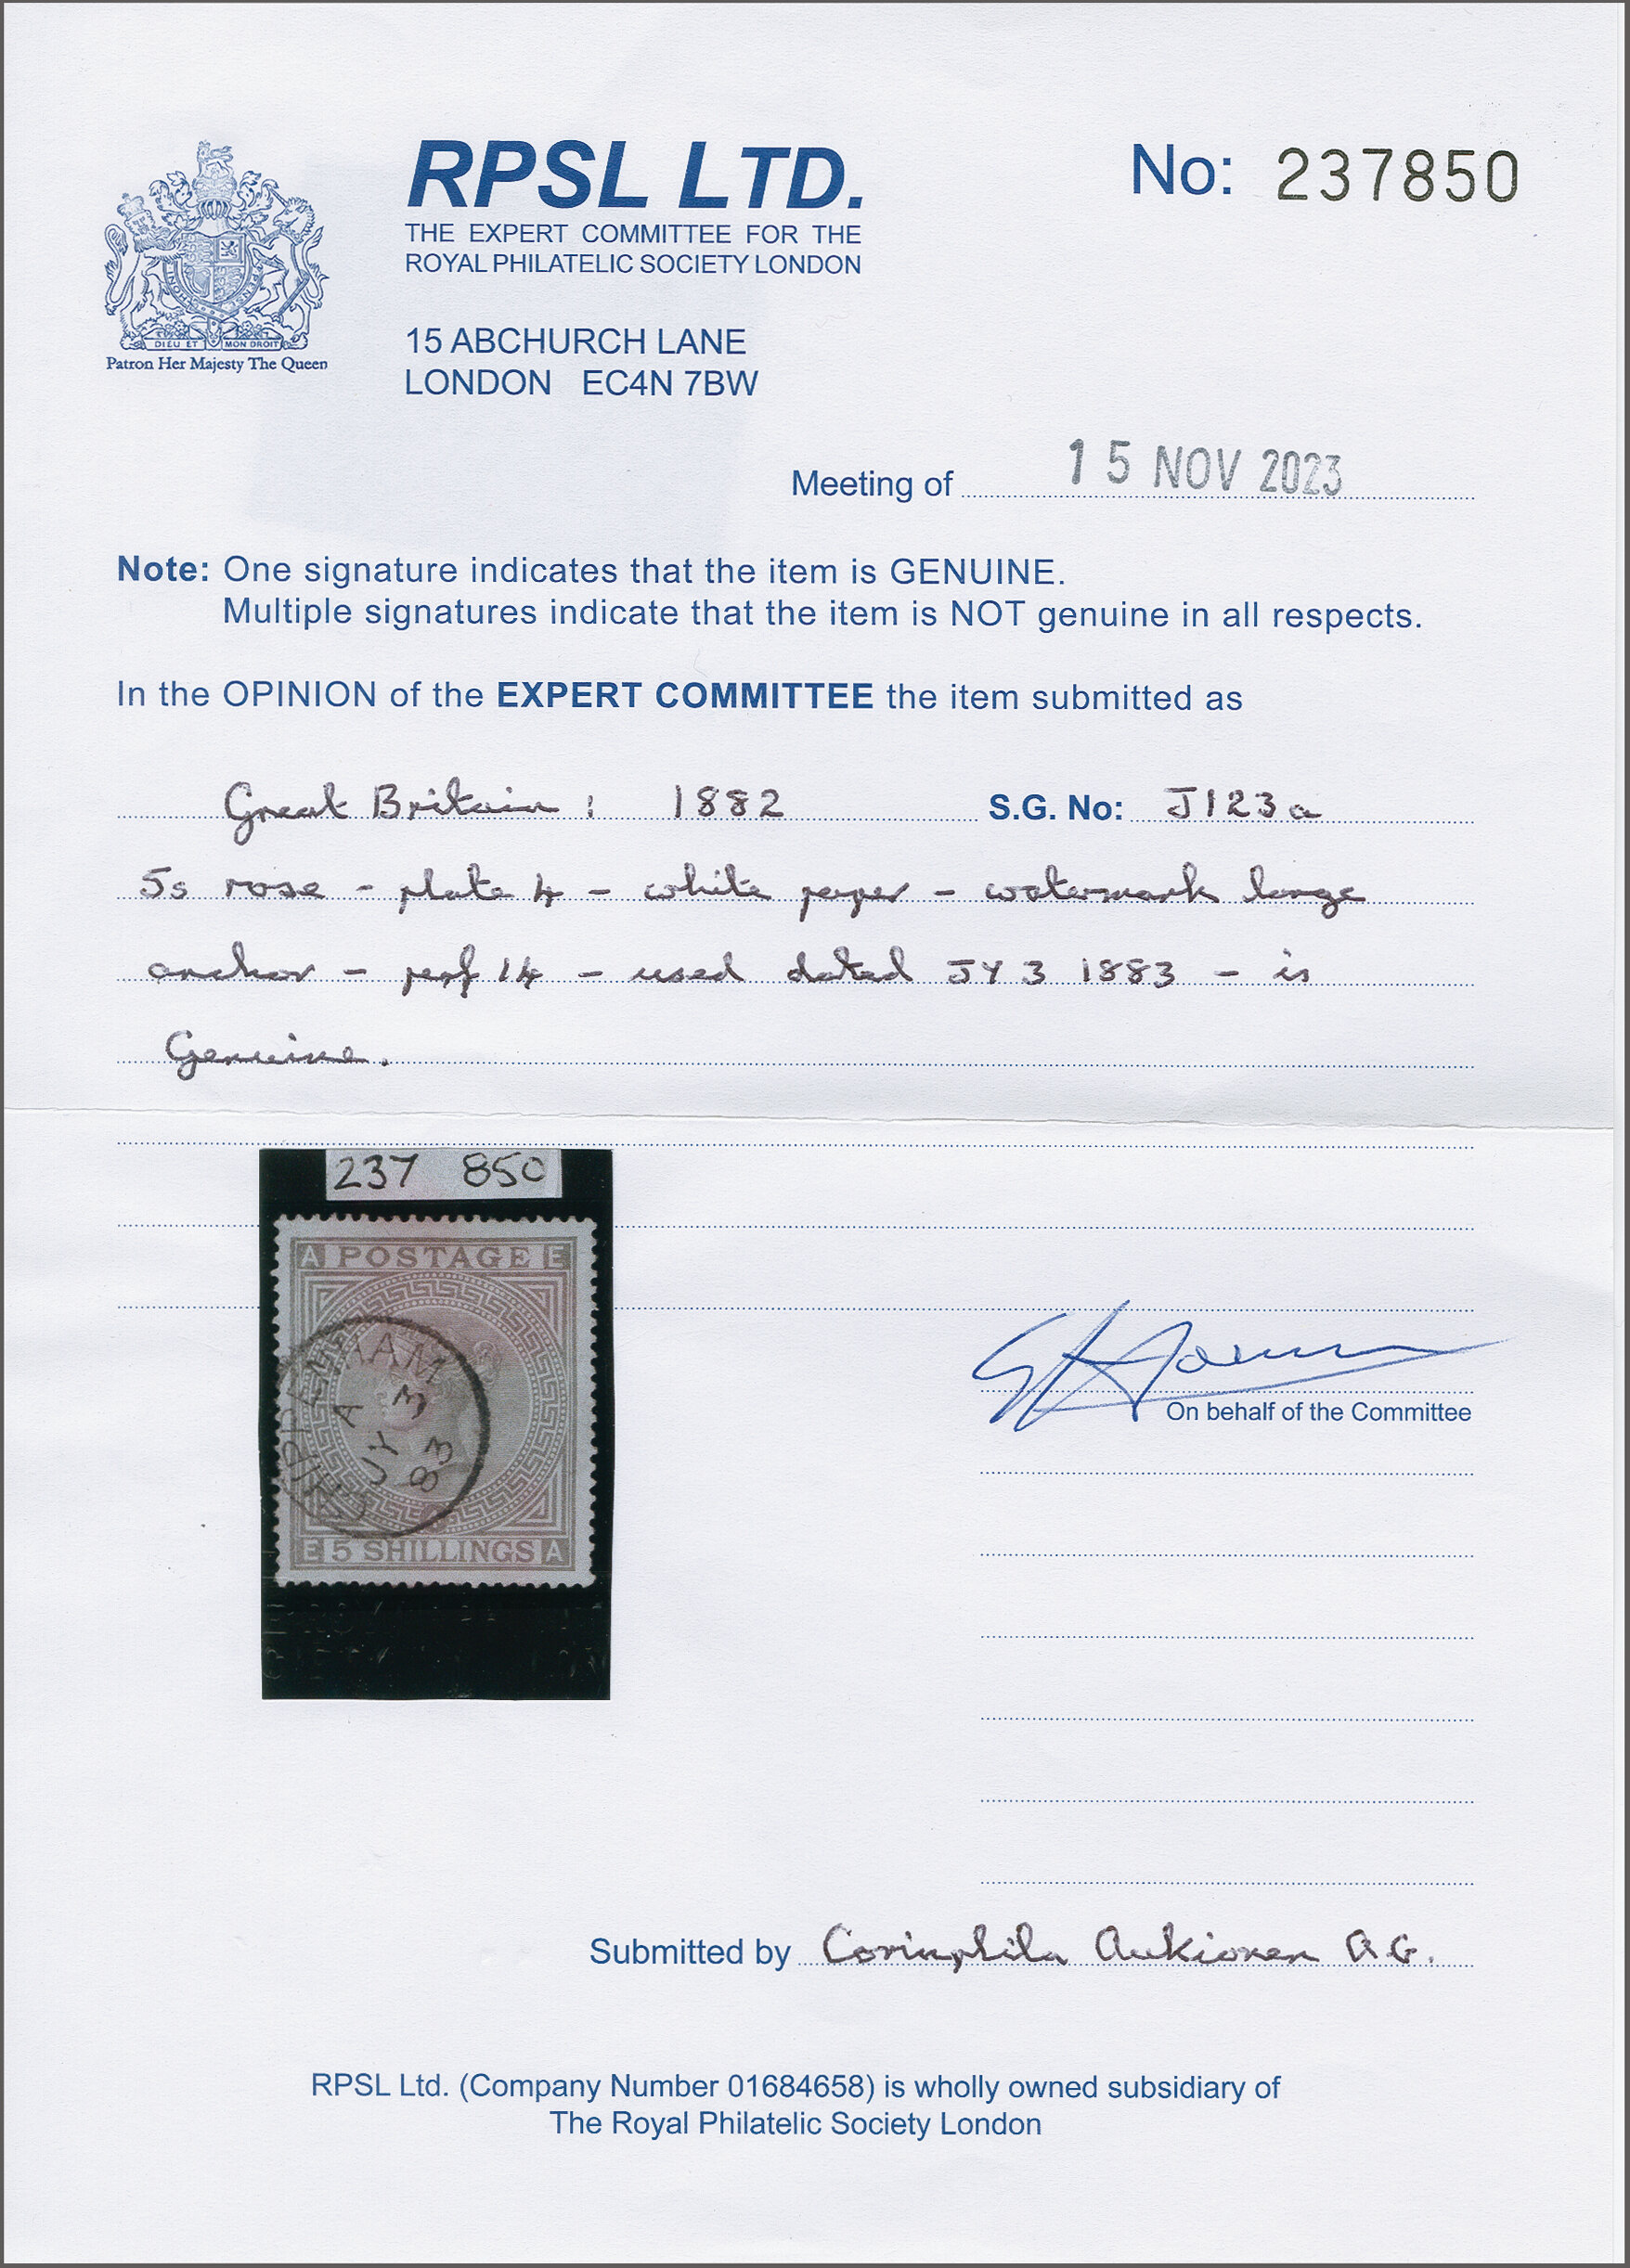 RPSL LTD.
THE EXPERT COMMITTEE FOR THE
ROYAL PHILATELIC SOCIETY LONDON
No: 237850
DIEU ET MON DROIT
Patron Her Majesty The Queen
15 ABCHURCH LANE
LONDON EC4N 7BW
Meeting of 15 NOV 2023
Note: One signature indicates that the item is GENUINE.
Multiple signatures indicate that the item is NOT genuine in all respects.
In the OPINION of the EXPERT COMMITTEE the item submitted as
Great Britain: 1882 S.G. No: J123a
5s rose - plate 4 - white paper - watermark large
anchor - perf 14 - used dated JY 3 1883 - is
Genuine.
237 850
A POSTAGE E
CHIPPENHAM
A 3
JY 83
E 5 SHILLINGS A
On behalf of the Committee
Submitted by Corinphila Auktionen A.G.
RPSL Ltd. (Company Number 01684658) is wholly owned subsidiary of
The Royal Philatelic Society London